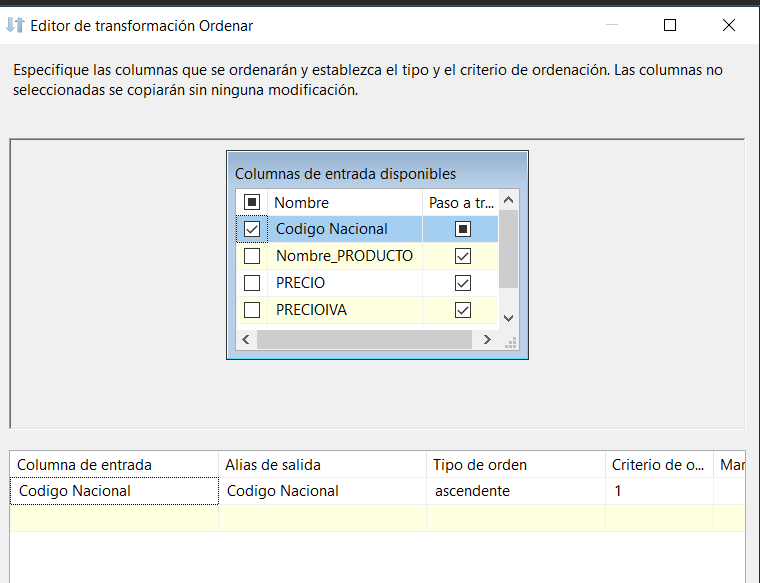 Editor de transformación Ordenar
Especifique las columnas que se ordenarán y establezca el tipo y el criterio de ordenación. Las columnas no
seleccionadas se copiarán sin ninguna modificación.
Columnas de entrada disponibles
Nombre Paso a tr...
Codigo Nacional
Nombre_PRODUCTO
PRECIO
PRECIOIVA
Columna de entrada Alias de salida Tipo de orden Criterio de o... Mar
Codigo Nacional Codigo Nacional ascendente 1